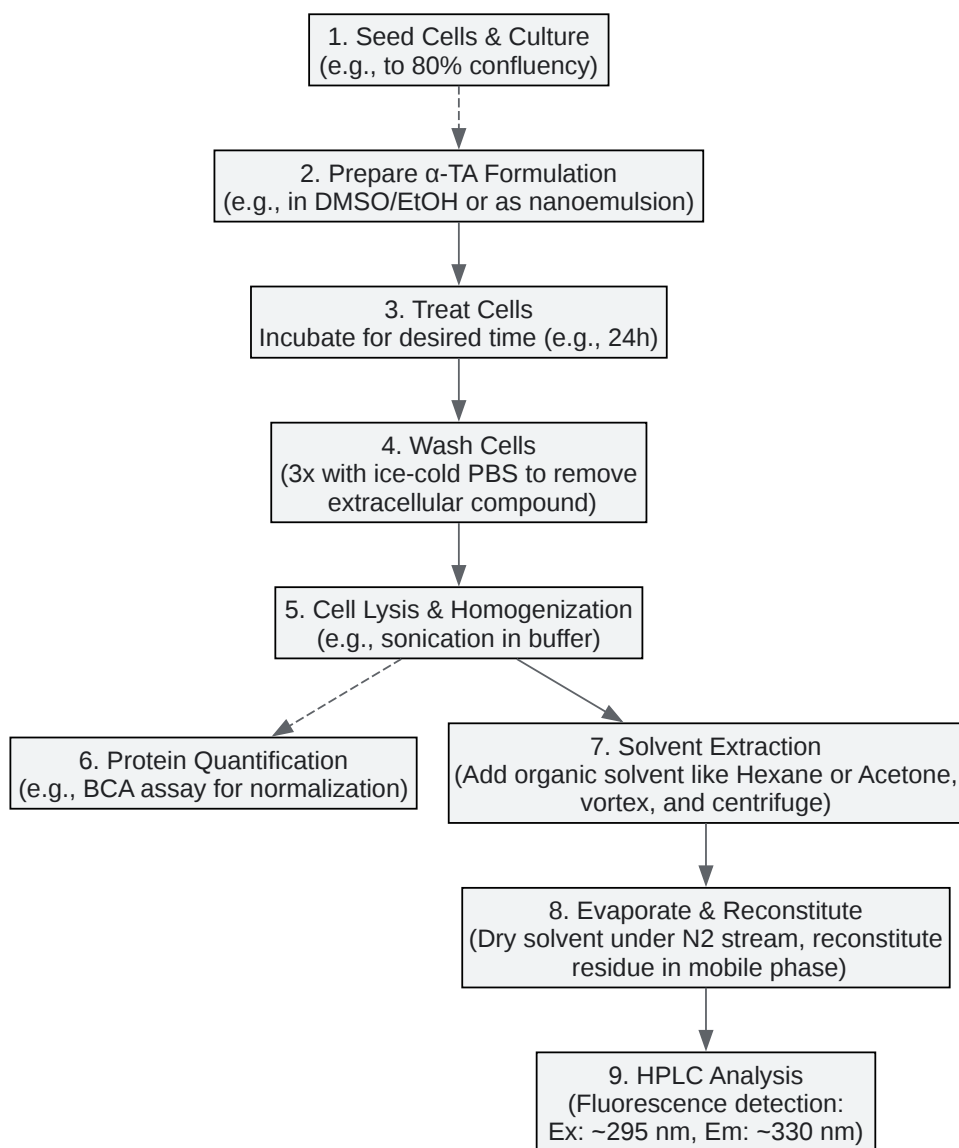 1. Seed Cells & Culture
(e.g., to 80% confluency)
2. Prepare α-TA Formulation
(e.g., in DMSO/EtOH or as nanoemulsion)
3. Treat Cells
Incubate for desired time (e.g., 24h)
4. Wash Cells
(3x with ice-cold PBS to remove
extracellular compound)
5. Cell Lysis & Homogenization
(e.g., sonication in buffer)
6. Protein Quantification
(e.g., BCA assay for normalization)
7. Solvent Extraction
(Add organic solvent like Hexane or Acetone,
vortex, and centrifuge)
8. Evaporate & Reconstitute
(Dry solvent under N2 stream, reconstitute
residue in mobile phase)
9. HPLC Analysis
(Fluorescence detection:
Ex: ~295 nm, Em: ~330 nm)